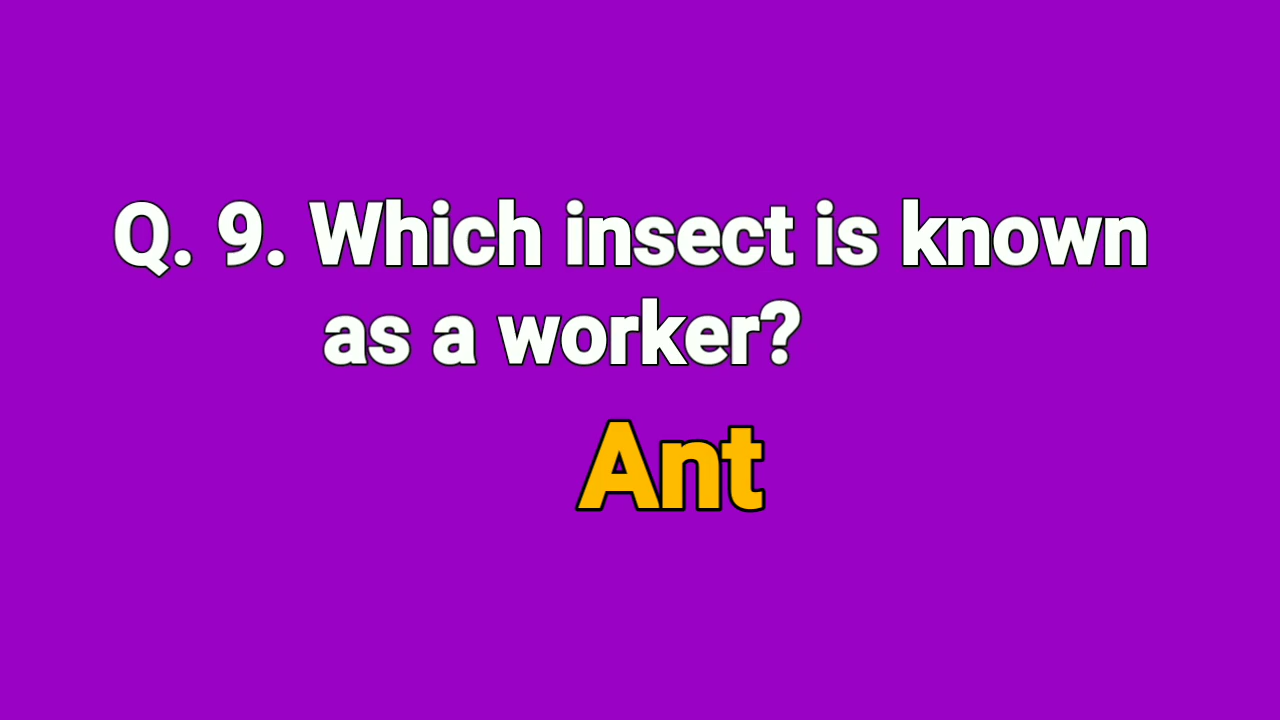 Q. 9. Which insect is known
as a worker?
Ant